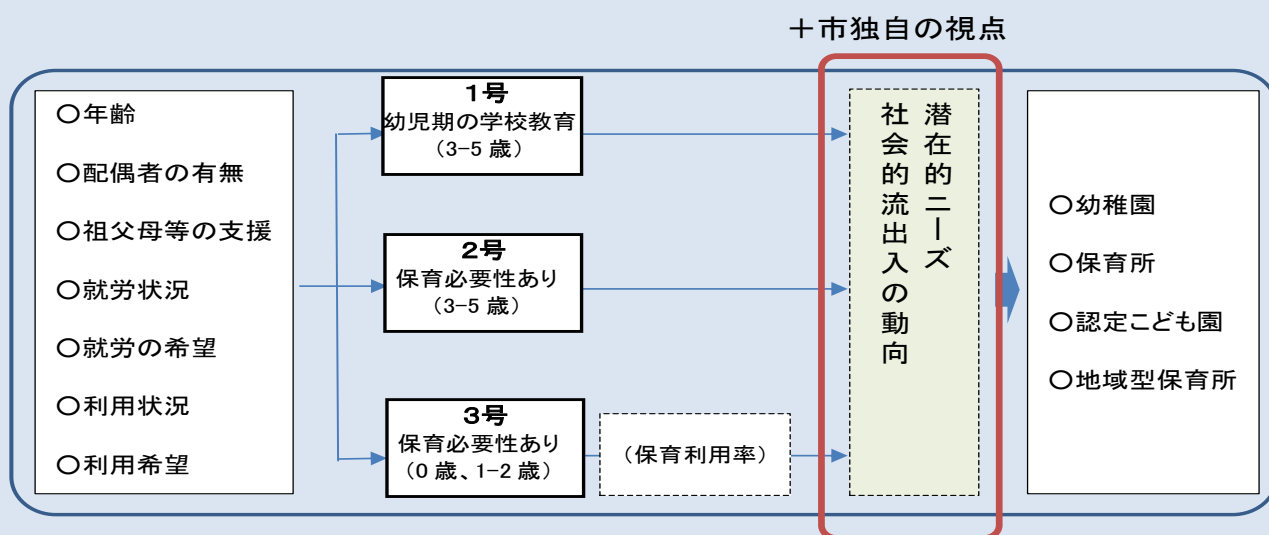 ＋市独自の視点
〇年齢
〇配偶者の有無
〇祖父母等の支援
〇就労状況
〇就労の希望
〇利用状況
〇利用希望
1号
幼児期の学校教育
（3−5 歳）
2号
保育必要性あり
（3−5 歳）
3号
保育必要性あり
（0 歳、1−2 歳）
（保育利用率）
潜在的ニーズ
社会的流出入の動向
〇幼稚園
〇保育所
〇認定こども園
〇地域型保育所